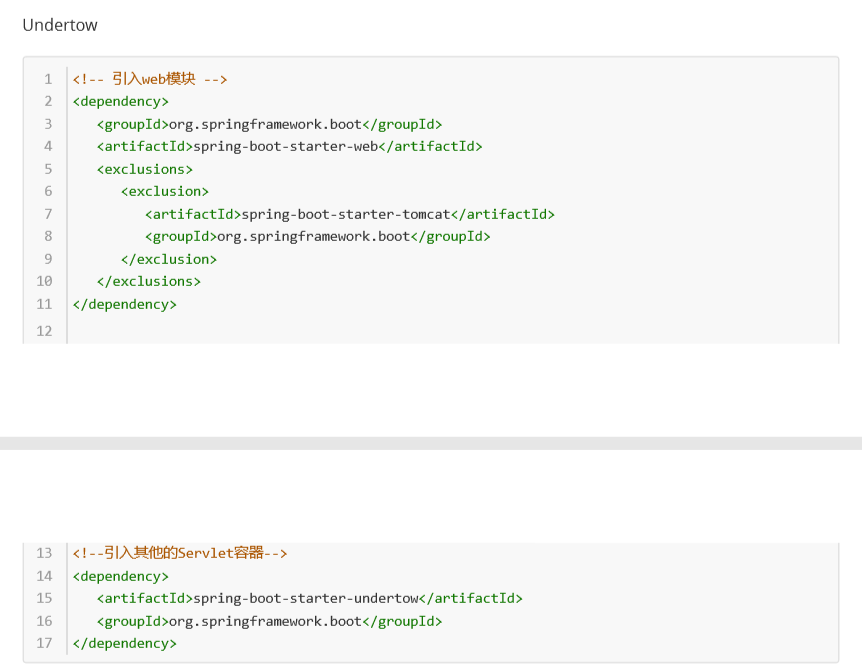 Undertow
1 <!-- 引入web模块 -->
2 <dependency>
3    <groupId>org.springframework.boot</groupId>
4    <artifactId>spring-boot-starter-web</artifactId>
5    <exclusions>
6       <exclusion>
7          <artifactId>spring-boot-starter-tomcat</artifactId>
8          <groupId>org.springframework.boot</groupId>
9       </exclusion>
10    </exclusions>
11 </dependency>
12
13 <!--引入其他的Servlet容器-->
14 <dependency>
15    <artifactId>spring-boot-starter-undertow</artifactId>
16    <groupId>org.springframework.boot</groupId>
17 </dependency>